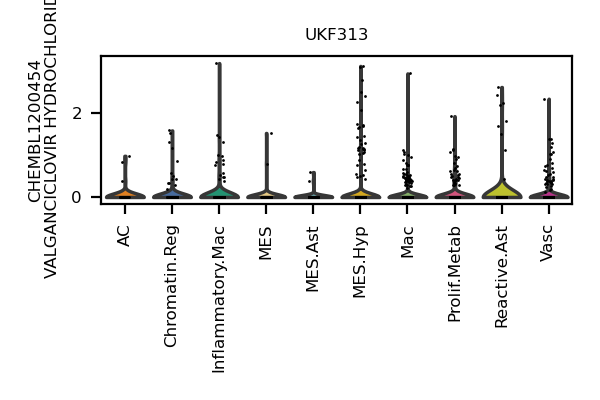 UKF313
CHEMBL1200454
VALGANCICLOVIR HYDROCHLORID
2
0
AC
Chromatin.Reg
Inflammatory.Mac
MES
MES.Ast
MES.Hyp
Mac
Prolif.Metab
Reactive.Ast
Vasc